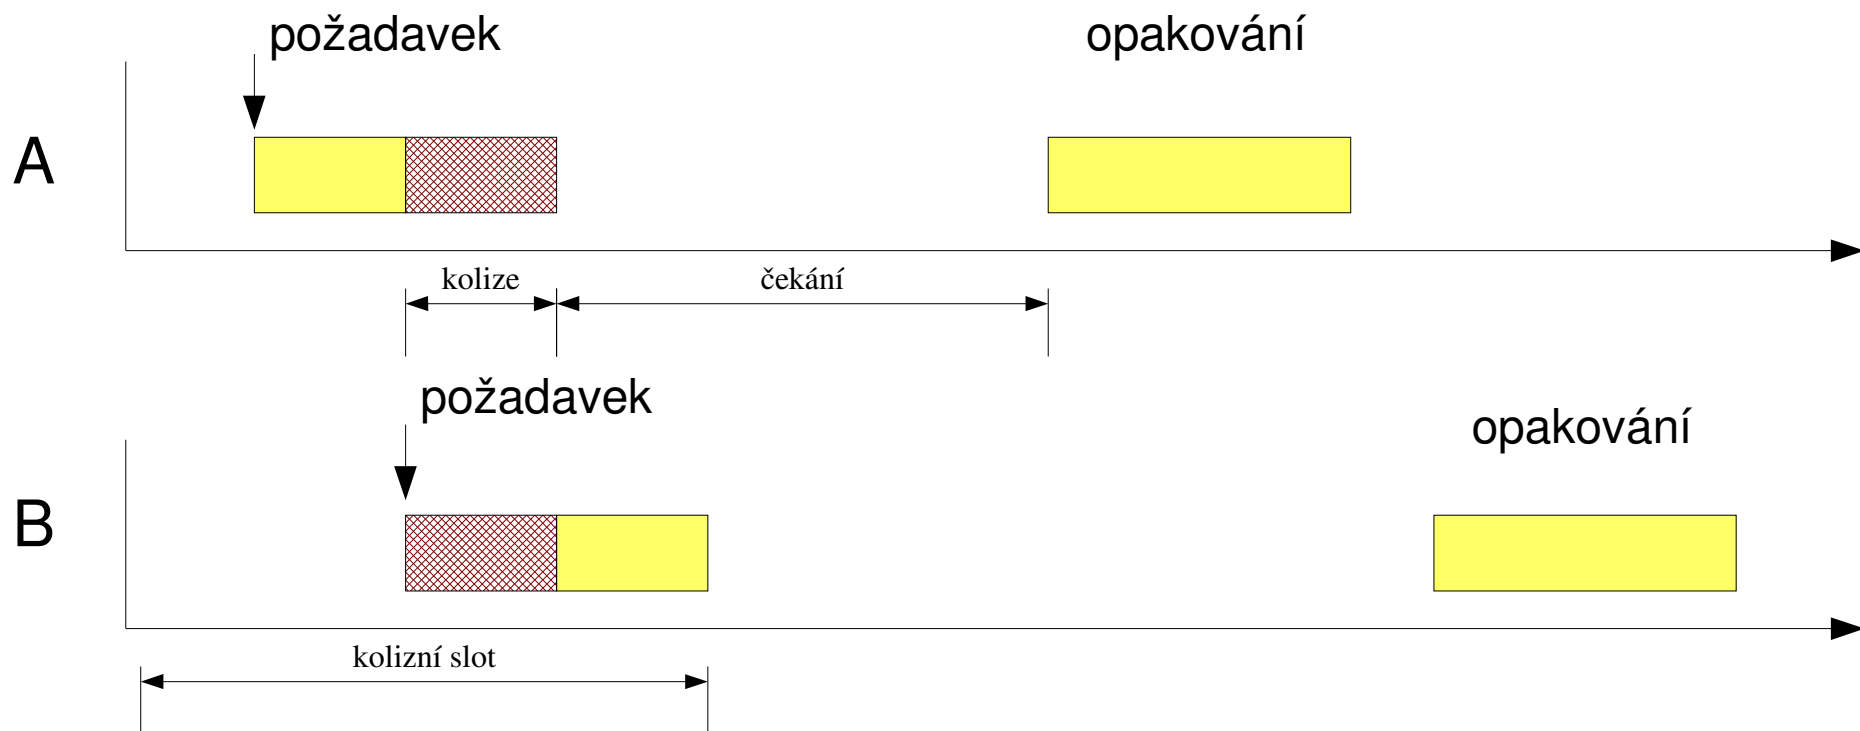 požadavek
opakování
A
kolize
čekání
požadavek
opakování
B
kolizní slot